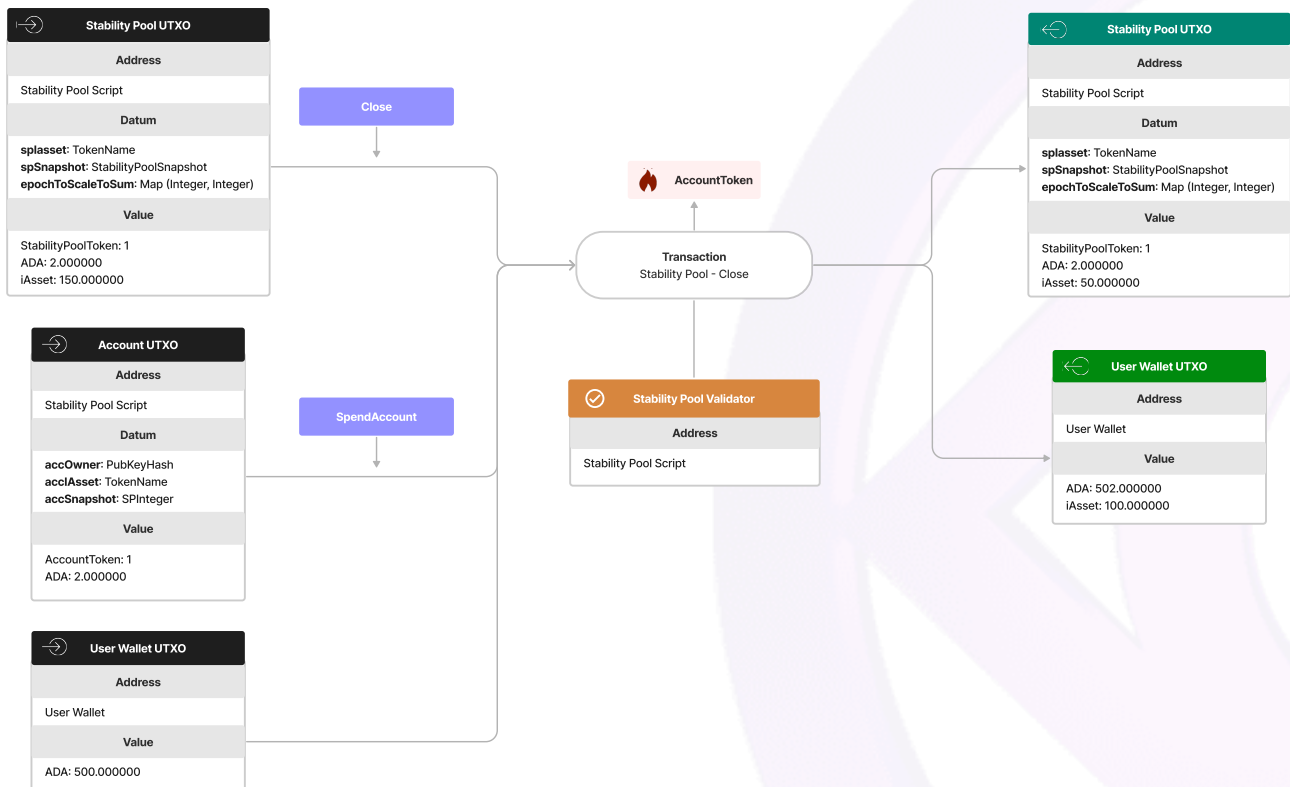 Stability Pool UTXO
Address
Stability Pool Script
Datum
splasset: TokenName
spSnapshot: StabilityPoolSnapshot
epochToScaleToSum: Map (Integer, Integer)
Value
StabilityPoolToken: 1
ADA: 2.000000
iAsset: 150.000000
Account UTXO
Address
Stability Pool Script
Datum
accOwner: PubKeyHash
accIAsset: TokenName
accSnapshot: SPInteger
Value
AccountToken: 1
ADA: 2.000000
User Wallet UTXO
Address
User Wallet
Value
ADA: 500.000000
Close
SpendAccount
AccountToken
Transaction
Stability Pool - Close
Stability Pool Validator
Address
Stability Pool Script
Stability Pool UTXO
Address
Stability Pool Script
Datum
splasset: TokenName
spSnapshot: StabilityPoolSnapshot
epochToScaleToSum: Map (Integer, Integer)
Value
StabilityPoolToken: 1
ADA: 2.000000
iAsset: 50.000000
User Wallet UTXO
Address
User Wallet
Value
ADA: 502.000000
iAsset: 100.000000